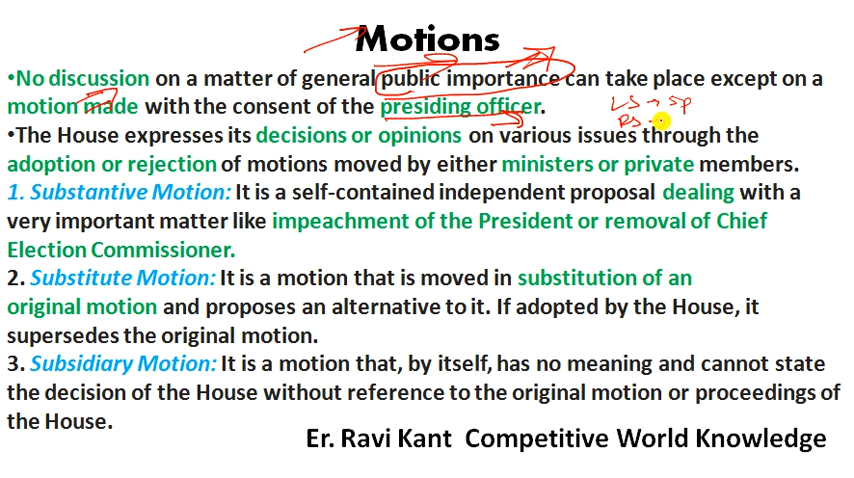 Motions
•No discussion on a matter of general public importance can take place except on a
motion made with the consent of the presiding officer.
LS → SP
RS →
•The House expresses its decisions or opinions on various issues through the
adoption or rejection of motions moved by either ministers or private members.
1. Substantive Motion: It is a self-contained independent proposal dealing with a
very important matter like impeachment of the President or removal of Chief
Election Commissioner.
2. Substitute Motion: It is a motion that is moved in substitution of an
original motion and proposes an alternative to it. If adopted by the House, it
supersedes the original motion.
3. Subsidiary Motion: It is a motion that, by itself, has no meaning and cannot state
the decision of the House without reference to the original motion or proceedings of
the House.
Er. Ravi Kant Competitive World Knowledge